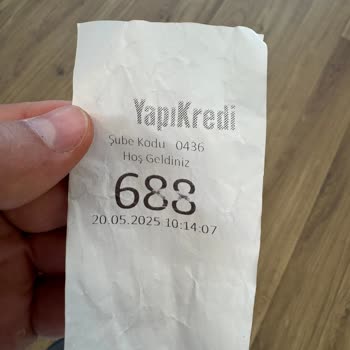 YapıKredi
Şube Kodu 0436
Hoş Geldiniz
688
20.05.2025 10:14:07